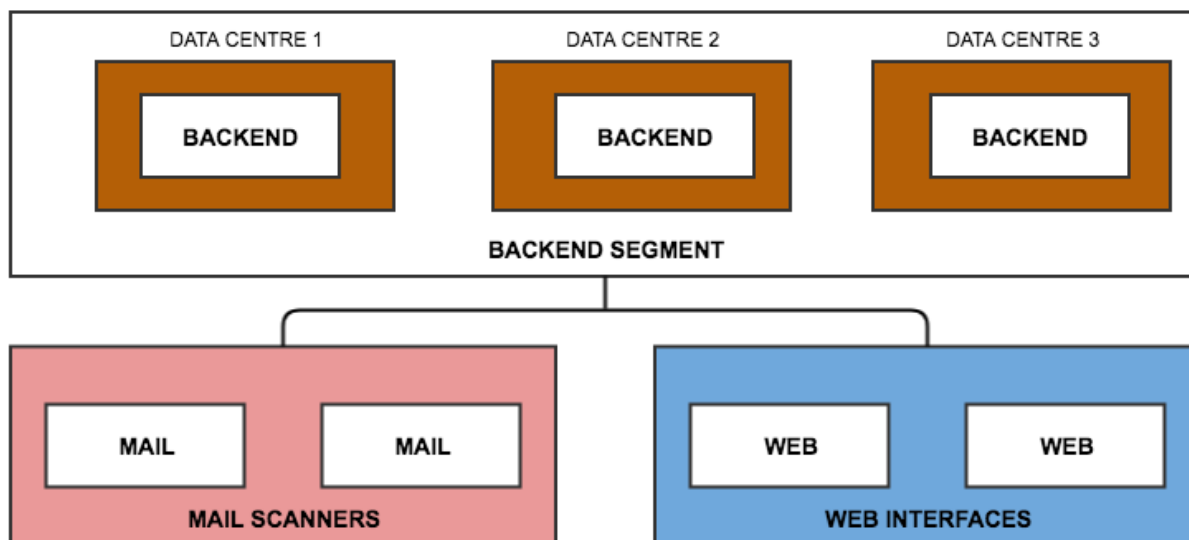 DATA CENTRE 1
DATA CENTRE 2
DATA CENTRE 3
BACKEND
BACKEND
BACKEND
BACKEND SEGMENT
MAIL
MAIL
WEB
WEB
MAIL SCANNERS
WEB INTERFACES